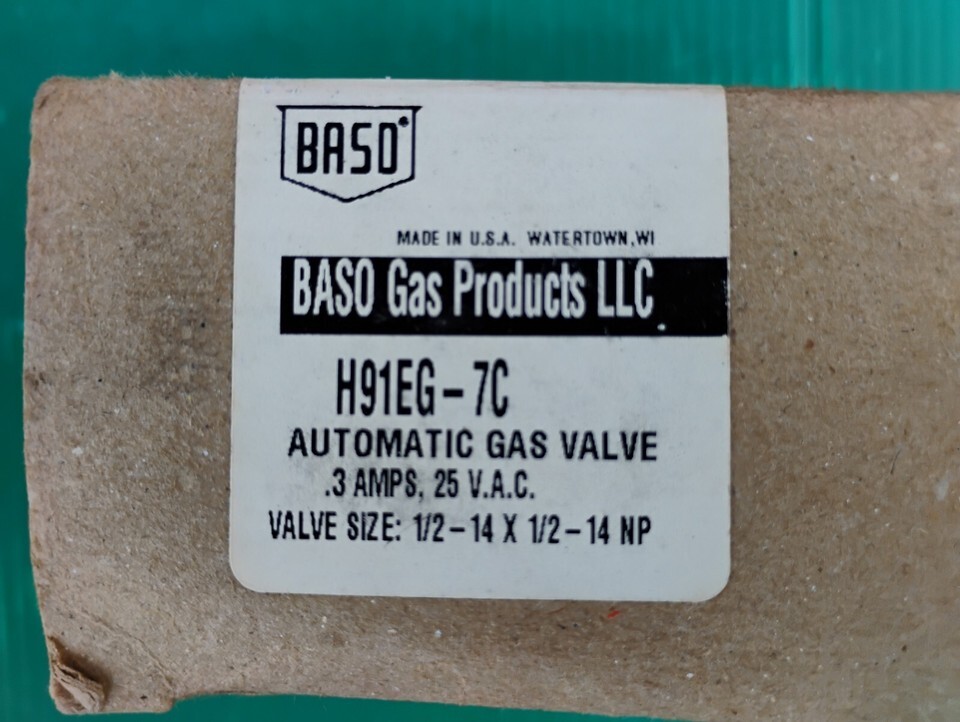 BASO®
MADE IN U.S.A. WATERTOWN, WI
BASO Gas Products LLC
H91EG-7C
AUTOMATIC GAS VALVE
.3 AMPS, 25 V.A.C.
VALVE SIZE: 1/2-14 X 1/2-14 NP